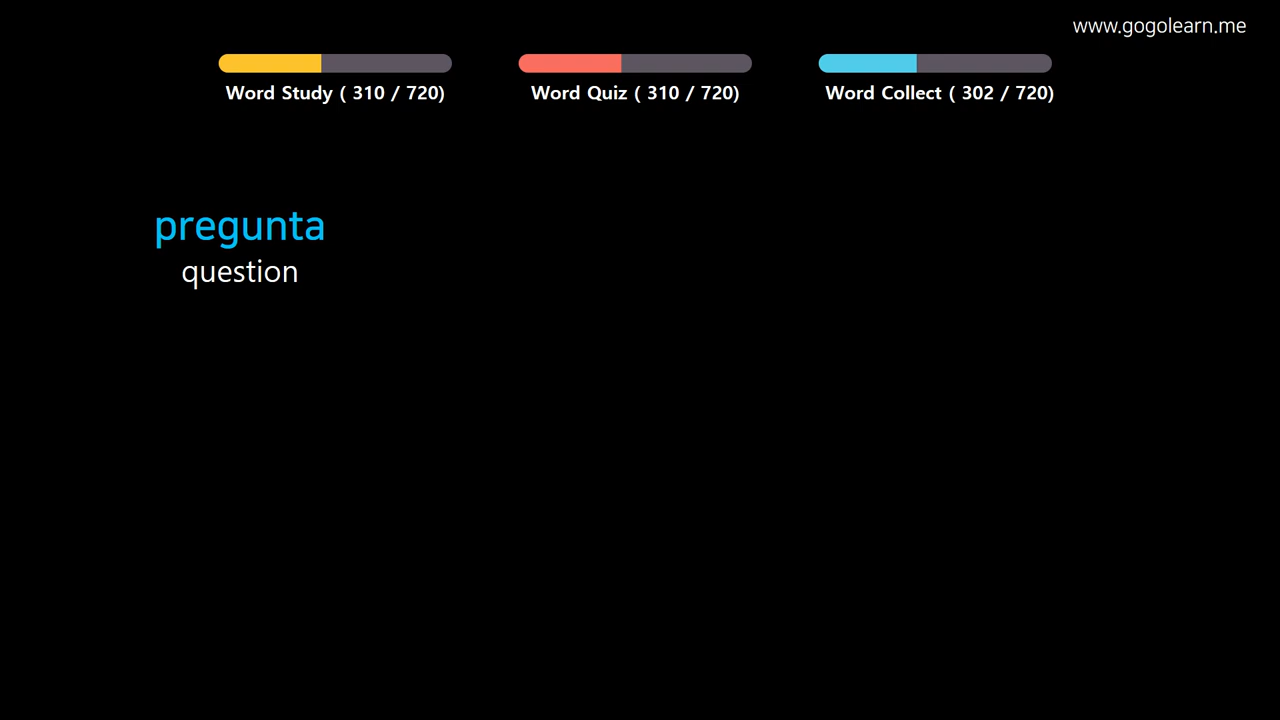 www.gogolearn.me
Word Study ( 310 / 720)
Word Quiz ( 310 / 720)
Word Collect ( 302 / 720)
pregunta
question